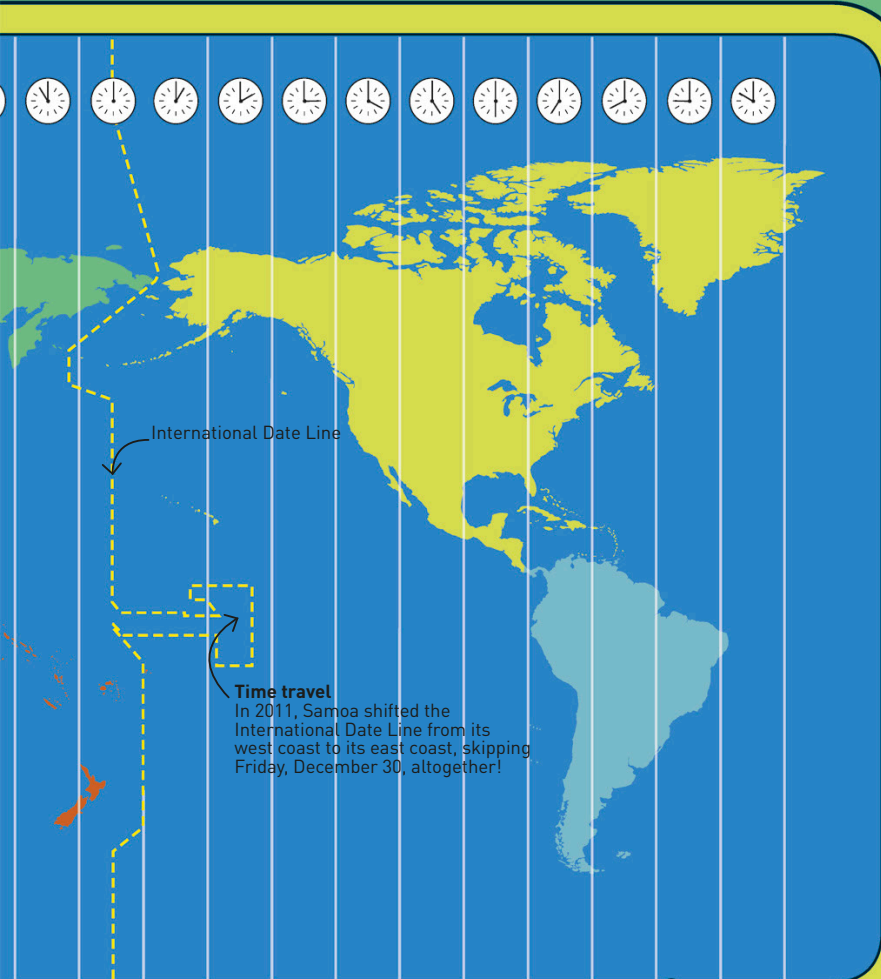 International Date Line
Time travel
In 2011, Samoa shifted the
International Date Line from its
west coast to its east coast, skipping
Friday, December 30, altogether!